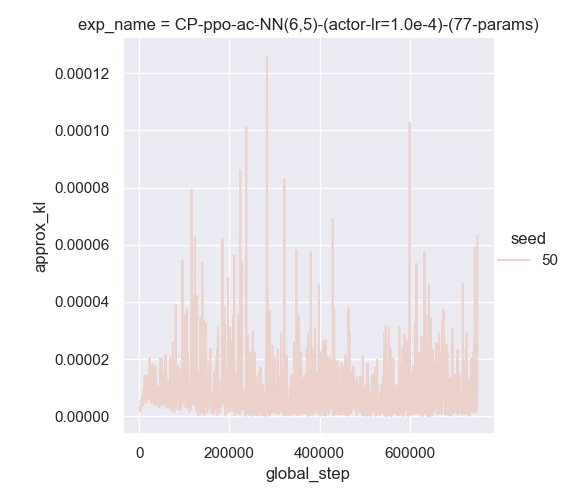 exp_name = CP-ppo-ac-NN(6,5)-(actor-lr=1.0e-4)-(77-params)
0.00012
0.00010
0.00008
0.00006
0.00004
0.00002
0.00000
approx_kl
seed
50
0 200000 400000 600000
global_step